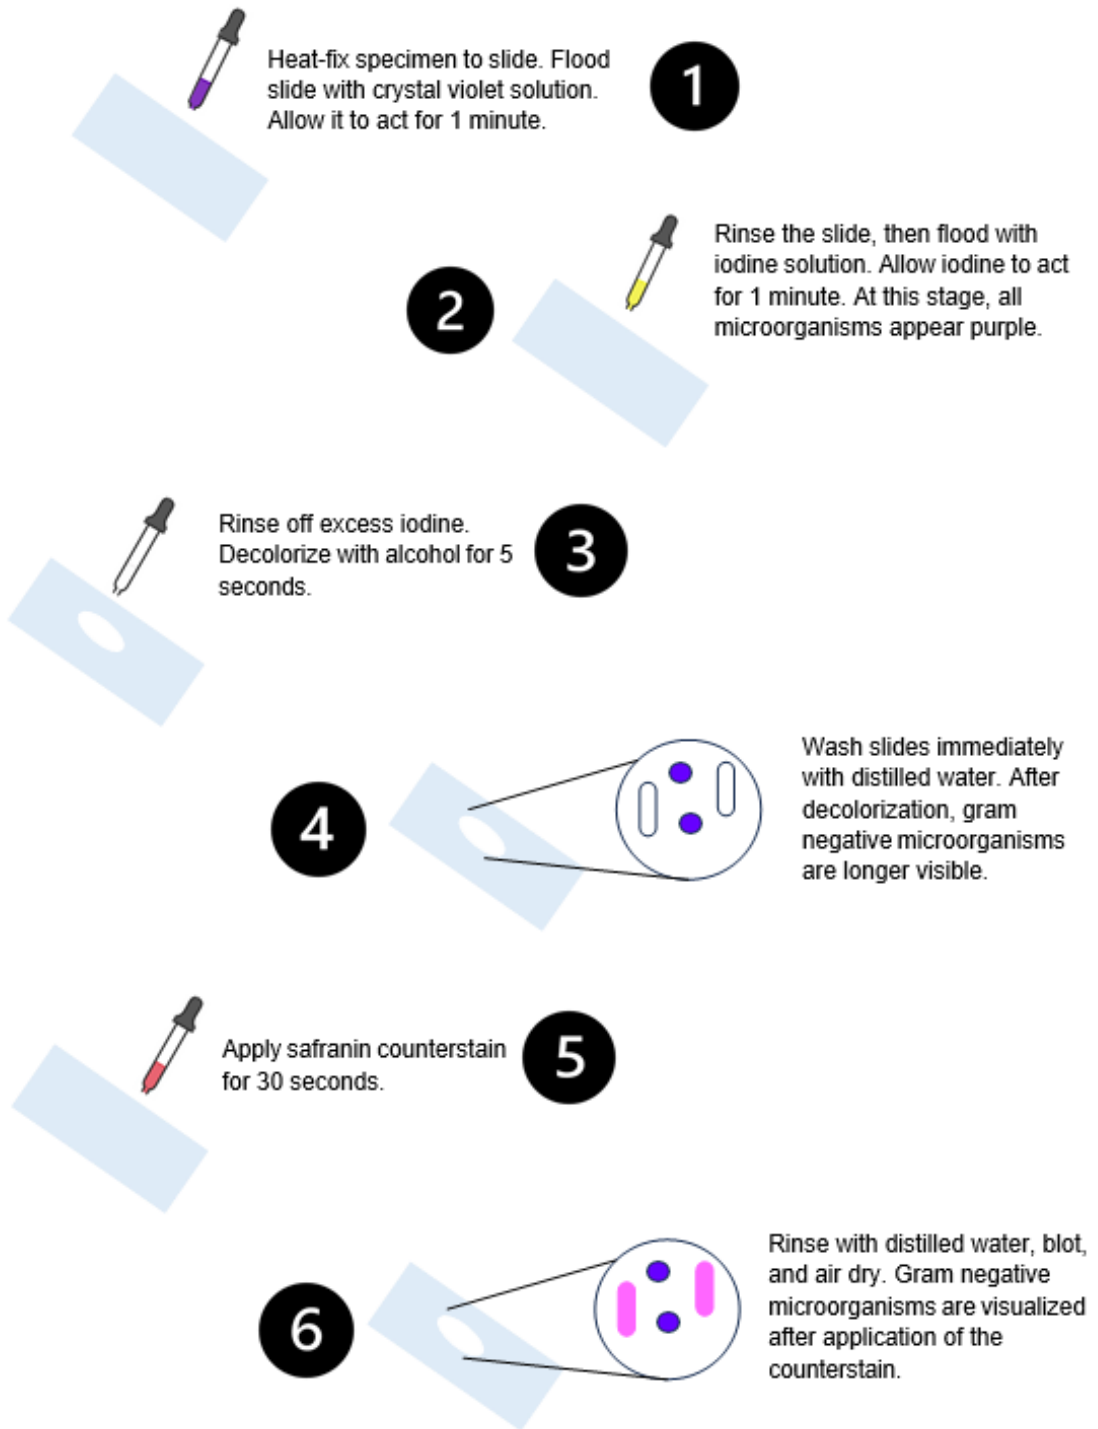 Heat-fix specimen to slide. Flood
slide with crystal violet solution.
Allow it to act for 1 minute.
1
2
Rinse the slide, then flood with
iodine solution. Allow iodine to act
for 1 minute. At this stage, all
microorganisms appear purple.
Rinse off excess iodine.
Decolorize with alcohol for 5
seconds.
3
4
Wash slides immediately
with distilled water. After
decolorization, gram
negative microorganisms
are longer visible.
Apply safranin counterstain
for 30 seconds.
5
6
Rinse with distilled water, blot,
and air dry. Gram negative
microorganisms are visualized
after application of the
counterstain.